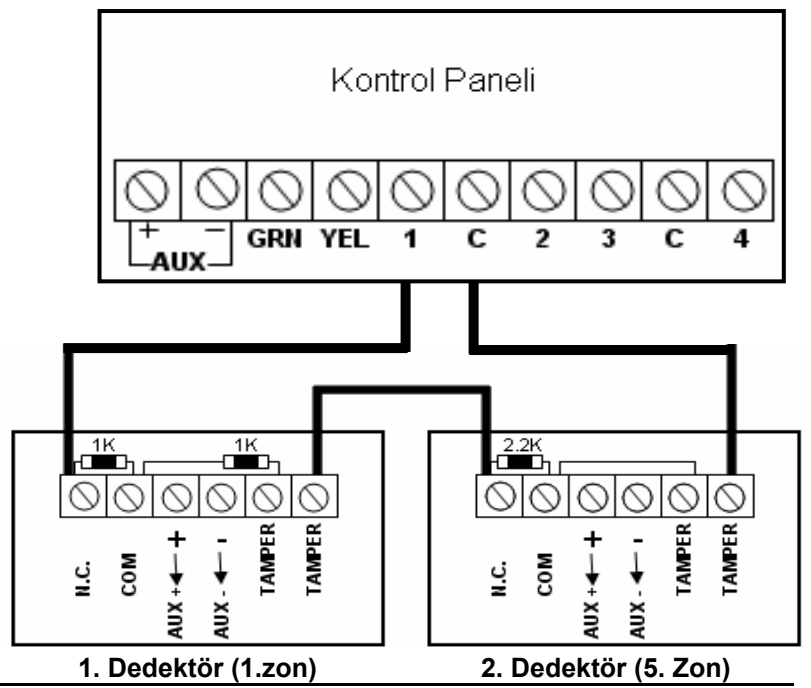 Kontrol Paneli
+ −
AUX
GRN YEL 1 C 2 3 C 4
1K 1K
N.C. COM AUX + + AUX - - TAMPER TAMPER
1. Dedektör (1.zon)
2.2K
N.C. COM AUX + + AUX - - TAMPER TAMPER
2. Dedektör (5. Zon)